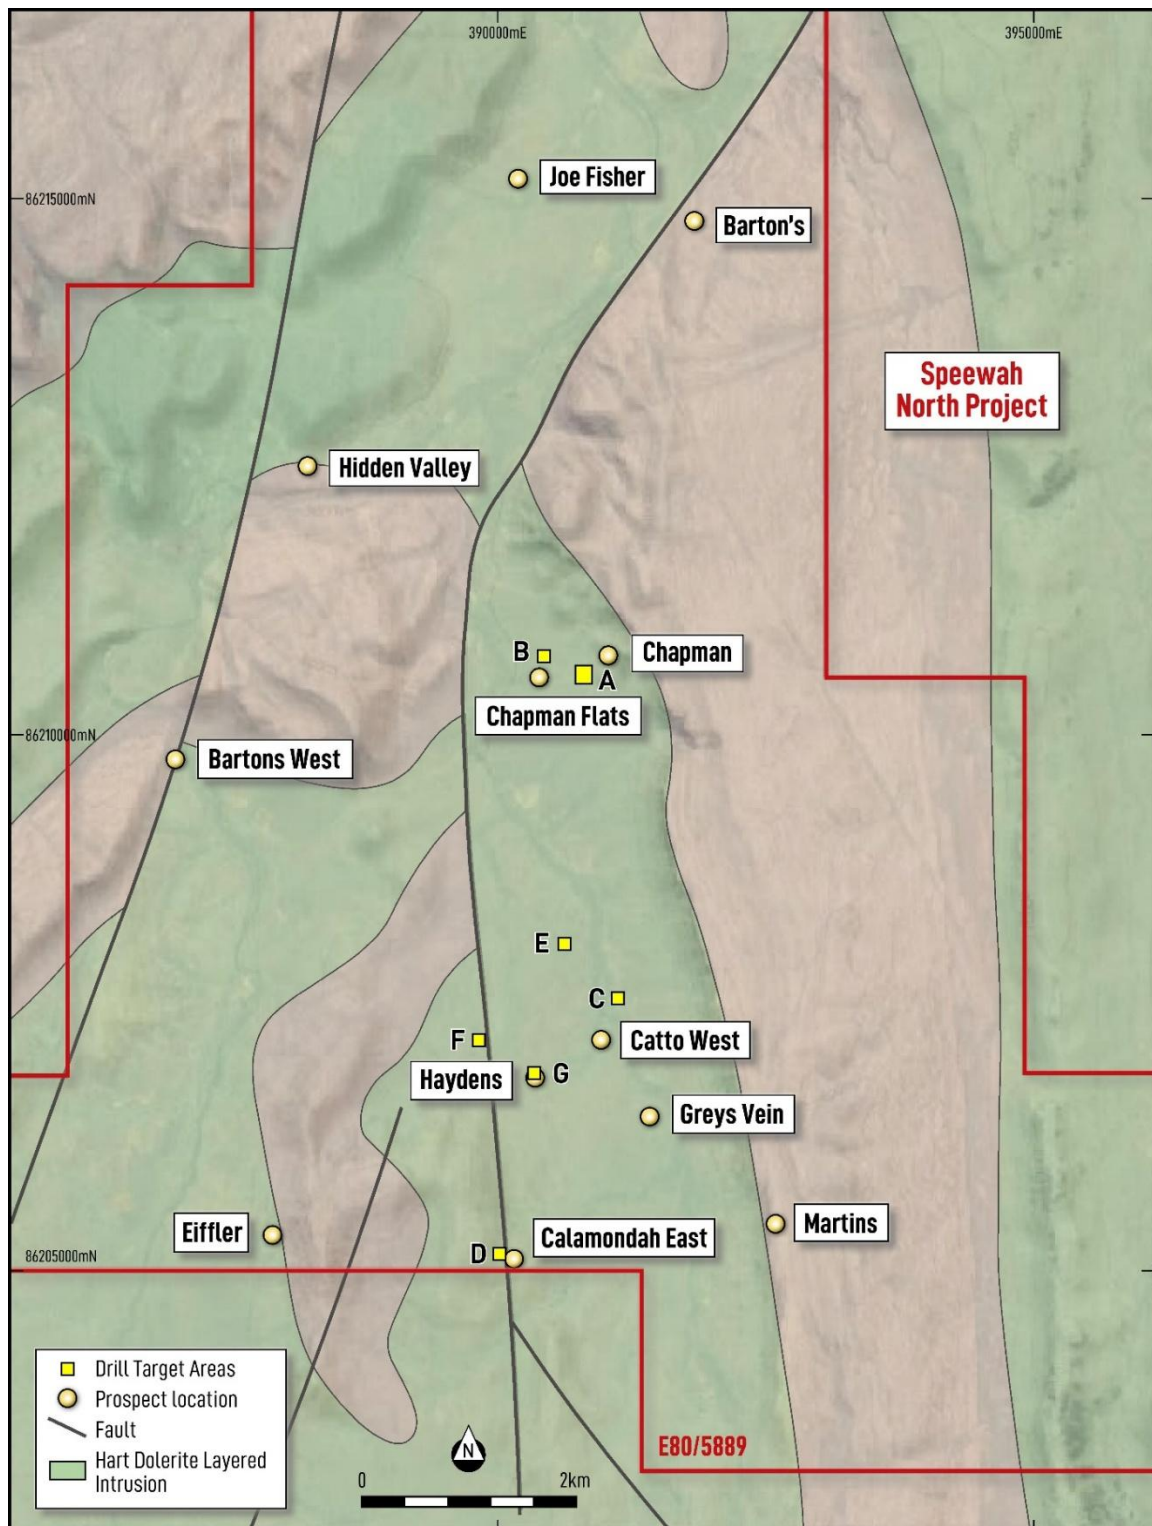 390000mE
395000mE
Joe Fisher
86215000mN
Barton's
Speewah
North Project
Hidden Valley
B
Chapman
A
Chapman Flats
86210000mN
Bartons West
E
C
F
Catto West
Haydens
G
Greys Vein
Eiffler
Martins
Calamondah East
D
86205000mN
Drill Target Areas
Prospect location
Fault
Hart Dolerite Layered
Intrusion
N
0
2km
E80/5889